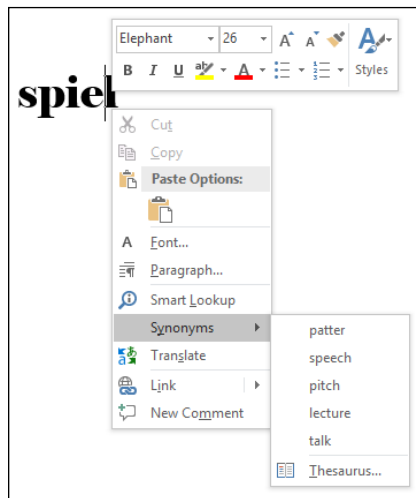 Elephant 26 A A
B I U aby A Styles
spiel
Cut
Copy
Paste Options:
A Font...
Paragraph...
Smart Lookup
Synonyms
Translate
Link
New Comment
patter
speech
pitch
lecture
talk
Thesaurus...